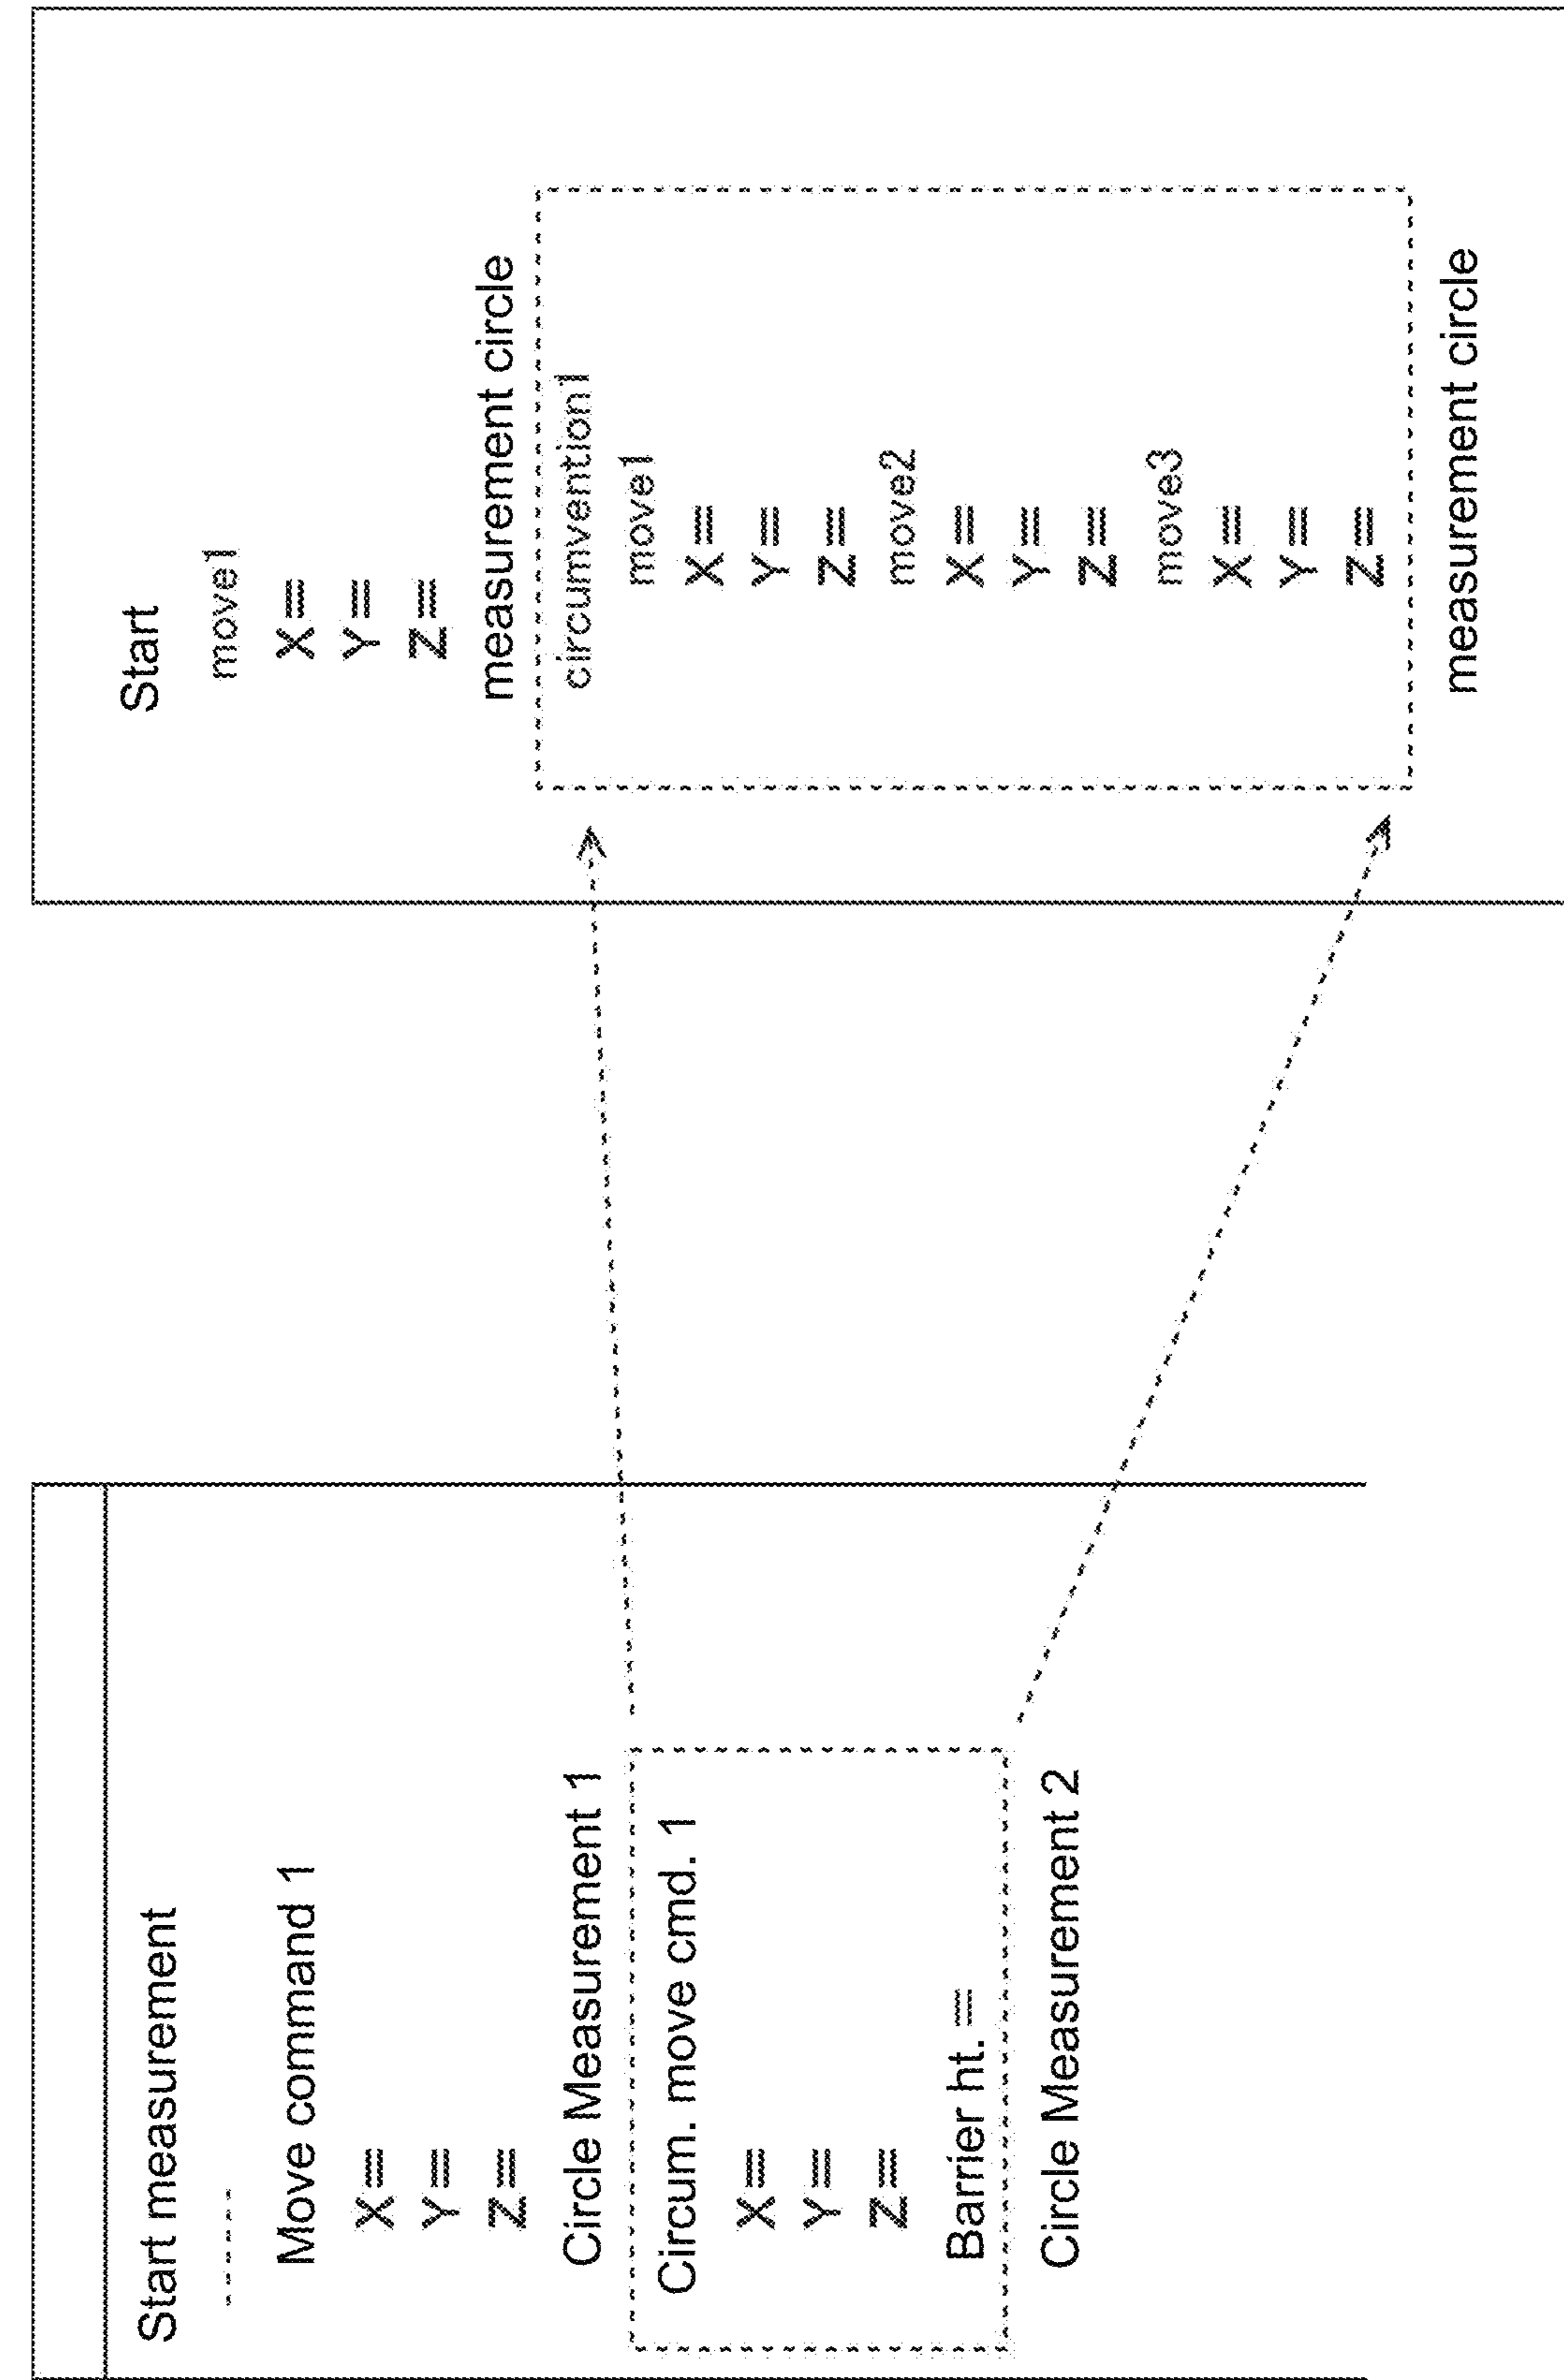 Start measurement
------
Move command 1
X=
Y=
Z=
Circle Measurement 1
Circum. move cmd. 1
X=
Y=
Z=
Barrier ht. =
Circle Measurement 2
Start
move1
X=
Y=
Z=
measurement circle
circumvention1
move1
X=
Y=
Z=
move2
X=
Y=
Z=
move3
X=
Y=
Z=
measurement circle